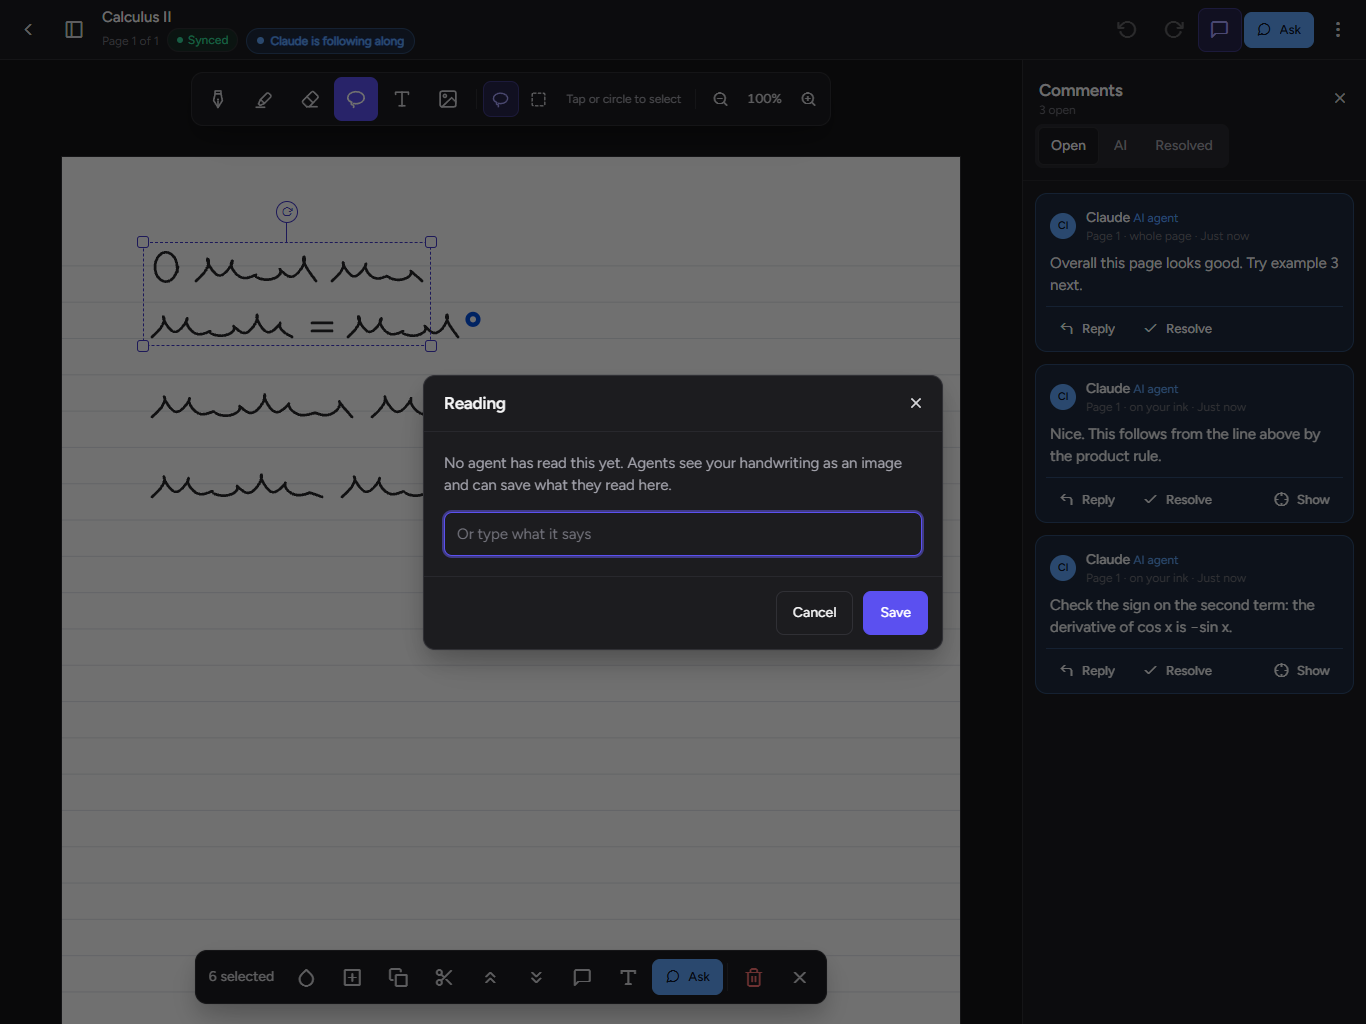 Calculus II
Page 1 of 1
Synced
Claude is following along
Ask
Tap or circle to select
100%
Comments
3 open
Open
AI
Resolved
Cl
Claude AI agent
Page 1 · whole page · Just now
Overall this page looks good. Try example 3
next.
Reply
Resolve
Cl
Claude AI agent
Page 1 · on your ink · Just now
Nice. This follows from the line above by
the product rule.
Reply
Resolve
Show
Cl
Claude AI agent
Page 1 · on your ink · Just now
Check the sign on the second term: the
derivative of cos x is −sin x.
Reply
Resolve
Show
Reading
No agent has read this yet. Agents see your handwriting as an image
and can save what they read here.
Or type what it says
Cancel
Save
6 selected
Ask